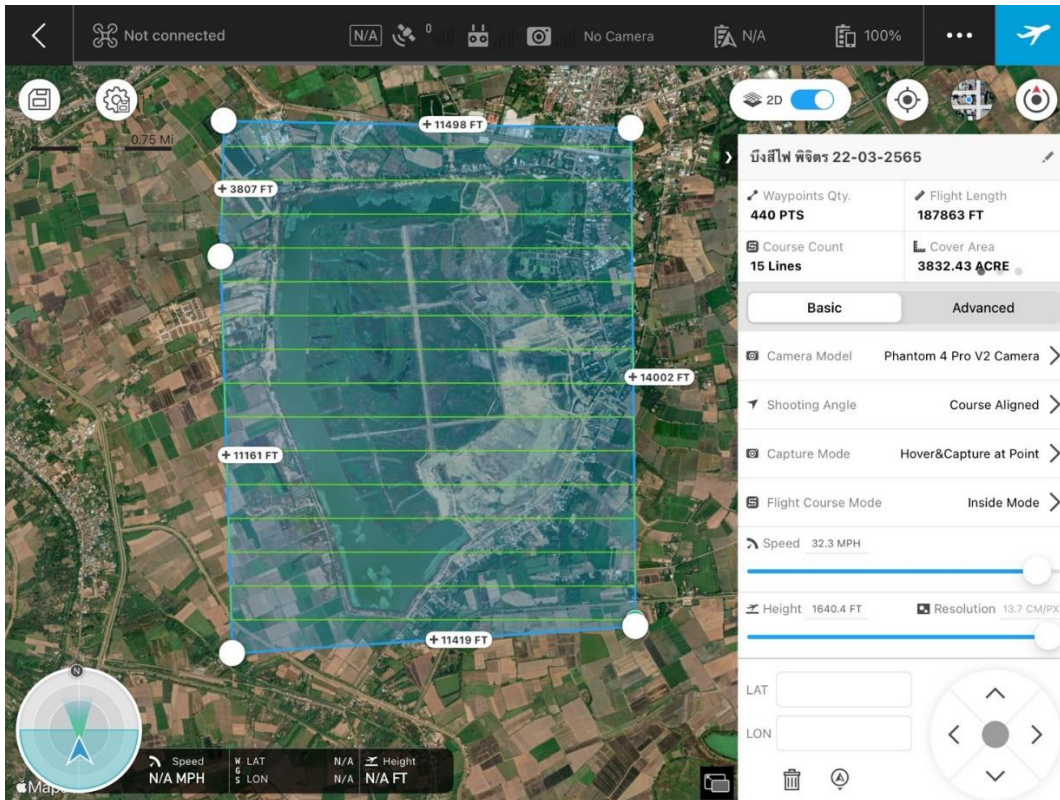 Not connected
N/A
0
No Camera
N/A
100%
2D
0.75 Mi
+ 11498 FT
+ 3807 FT
+ 14002 FT
+ 11161 FT
+ 11419 FT
บึงสีไฟ พิจิตร 22-03-2565
Waypoints Qty.
440 PTS
Flight Length
187863 FT
Course Count
15 Lines
Cover Area
3832.43 ACRE
Basic
Advanced
Camera Model
Phantom 4 Pro V2 Camera
Shooting Angle
Course Aligned
Capture Mode
Hover&Capture at Point
Flight Course Mode
Inside Mode
Speed 32.3 MPH
Height 1640.4 FT
Resolution 13.7 CM/PX
LAT
LON
N
Speed
N/A MPH
WGS
LAT N/A
LON N/A
Height
N/A FT